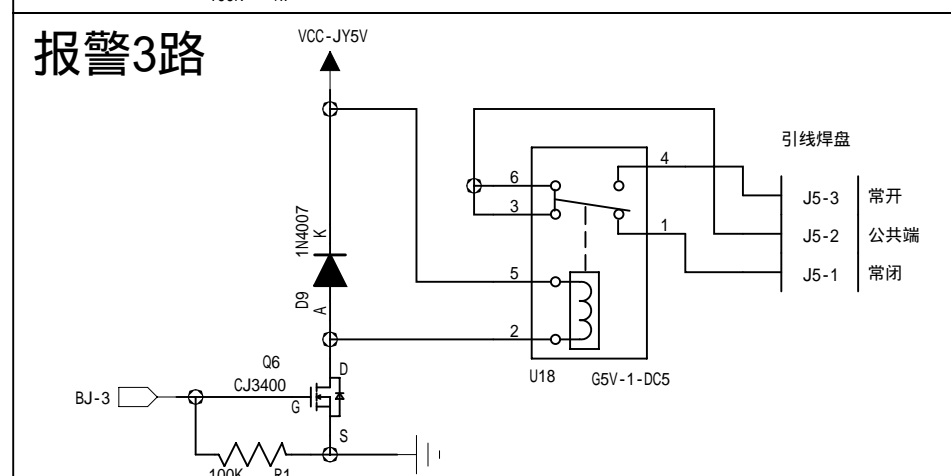 报警3路
VCC-JY5V
引线焊盘
4
6
J5-3 常开
3
1N4007
K
1
J5-2 公共端
J5-1 常闭
5
D9
A
2
Q6
D
CJ3400
U18 G5V-1-DC5
BJ-3
G
S
100K R1